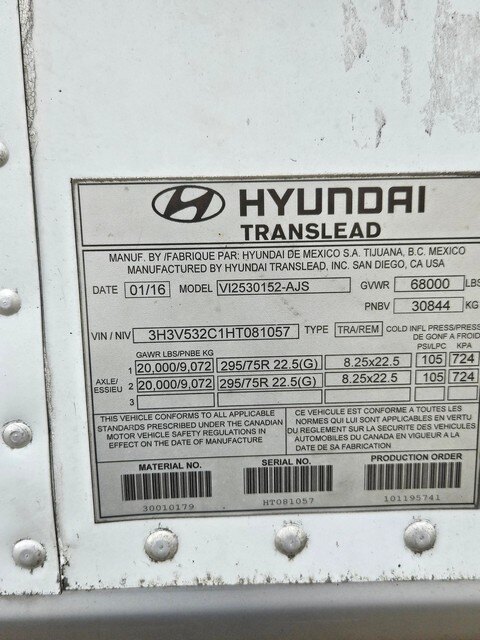 HYUNDAI
TRANSLEAD
MANUF. BY /FABRIQUE PAR: HYUNDAI DE MEXICO S.A. TIJUANA, B.C. MEXICO
MANUFACTURED BY HYUNDAI TRANSLEAD, INC. SAN DIEGO, CA USA
DATE 01/16 MODEL VI2530152-AJS GVWR 68000 LBS
PNBV 30844 KG
VIN / NIV 3H3V532C1HT081057 TYPE TRA/REM COLD INFL PRESS/PRESS
DE GONF A FROID
GAWR LBS/PNBE KG PSI/LPC KPA
1 20,000/9,072 295/75R 22.5(G) 8.25x22.5 105 724
AXLE/
ESSIEU
2 20,000/9,072 295/75R 22.5(G) 8.25x22.5 105 724
3
THIS VEHICLE CONFORMS TO ALL APPLICABLE
STANDARDS PRESCRIBED UNDER THE CANADIAN
MOTOR VEHICLE SAFETY REGULATIONS IN
EFFECT ON THE DATE OF MANUFACTURE
CE VEHICULE EST CONFORME A TOUTES LES
NORMES QUI LUI SONT APPLICABLES EN VERTU
DU REGLEMENT SUR LA SECURITE DES VEHICULES
AUTOMOBILES DU CANADA EN VIGUEUR A LA
DATE DE SA FABRICATION
MATERIAL NO. SERIAL NO. PRODUCTION ORDER
30010179 HT081057 101195741